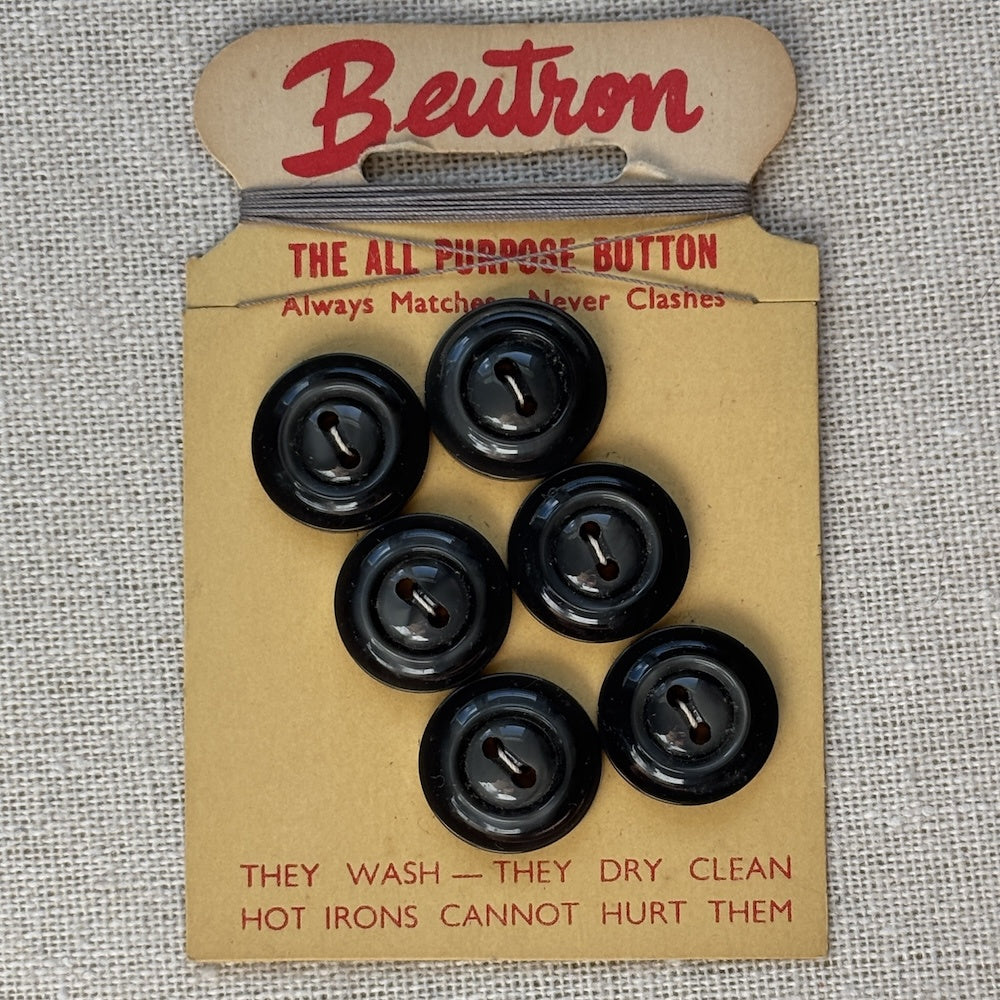 Beutron
THE ALL PURPOSE BUTTON
Always Matches Never Clashes
THEY WASH — THEY DRY CLEAN
HOT IRONS CANNOT HURT THEM